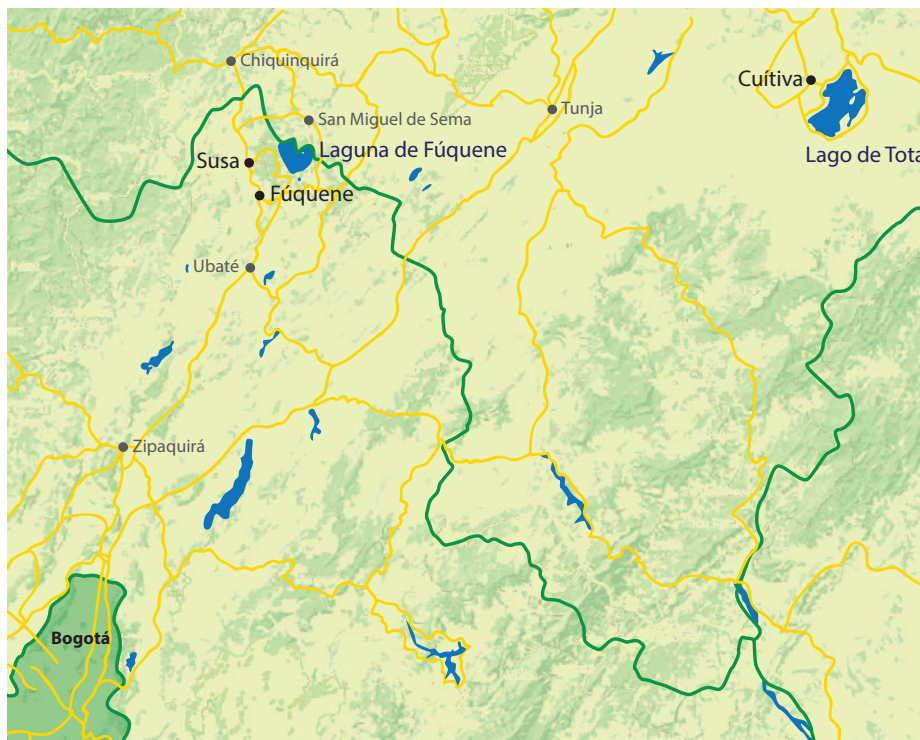 Chiquinquirá
Cuítiva
Tunja
San Miguel de Sema
Laguna de Fúquene
Lago de Tota
Susa
Fúquene
Ubaté
Zipaquirá
Bogotá